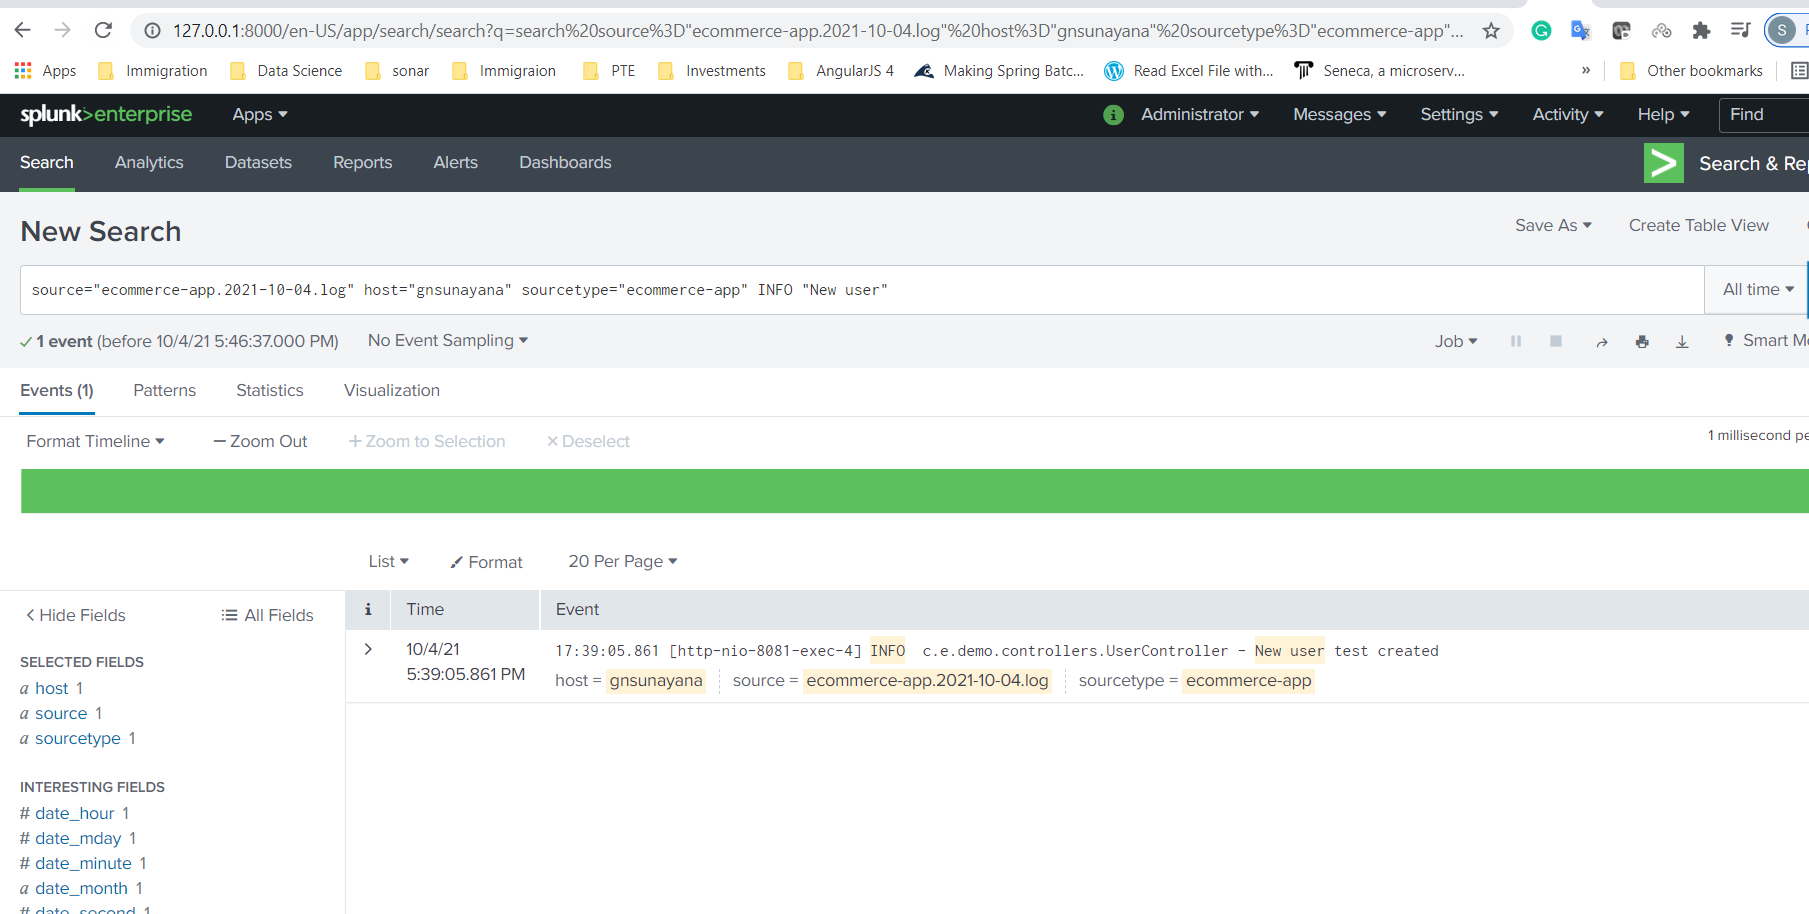 127.0.0.1:8000/en-US/app/search/search?q=search%20source%3D"ecommerce-app.2021-10-04.log"%20host%3D"gnsunayana"%20sourcetype%3D"ecommerce-app"... S
Apps Immigration Data Science sonar Immigraion PTE Investments AngularJS 4 Making Spring Batc... Read Excel File with... Seneca, a microserv... » Other bookmarks
splunk>enterprise Apps i Administrator Messages Settings Activity Help Find
Search Analytics Datasets Reports Alerts Dashboards > Search & Rep
New Search Save As Create Table View
source="ecommerce-app.2021-10-04.log" host="gnsunayana" sourcetype="ecommerce-app" INFO "New user" All time
✓ 1 event (before 10/4/21 5:46:37.000 PM) No Event Sampling Job Smart Mo
Events (1) Patterns Statistics Visualization
Format Timeline — Zoom Out + Zoom to Selection × Deselect 1 millisecond pe
List Format 20 Per Page
< Hide Fields All Fields i Time Event
SELECTED FIELDS
a host 1
a source 1
a sourcetype 1
INTERESTING FIELDS
# date_hour 1
# date_mday 1
# date_minute 1
a date_month 1
# date_second 1
> 10/4/21 5:39:05.861 PM
17:39:05.861 [http-nio-8081-exec-4] INFO c.e.demo.controllers.UserController - New user test created
host = gnsunayana source = ecommerce-app.2021-10-04.log sourcetype = ecommerce-app